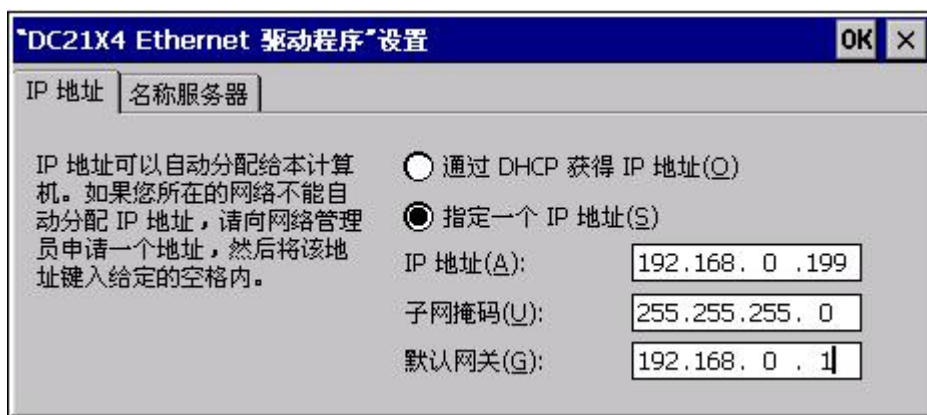 “DC21X4 Ethernet 驱动程序”设置 OK ×
IP 地址 名称服务器
IP 地址可以自动分配给本计算
机。如果您所在的网络不能自
动分配 IP 地址，请向网络管理
员申请一个地址，然后将该地
址键入给定的空格内。
通过 DHCP 获得 IP 地址(O)
指定一个 IP 地址(S)
IP 地址(A): 192.168. 0 .199
子网掩码(U): 255.255.255. 0
默认网关(G): 192.168. 0 . 1